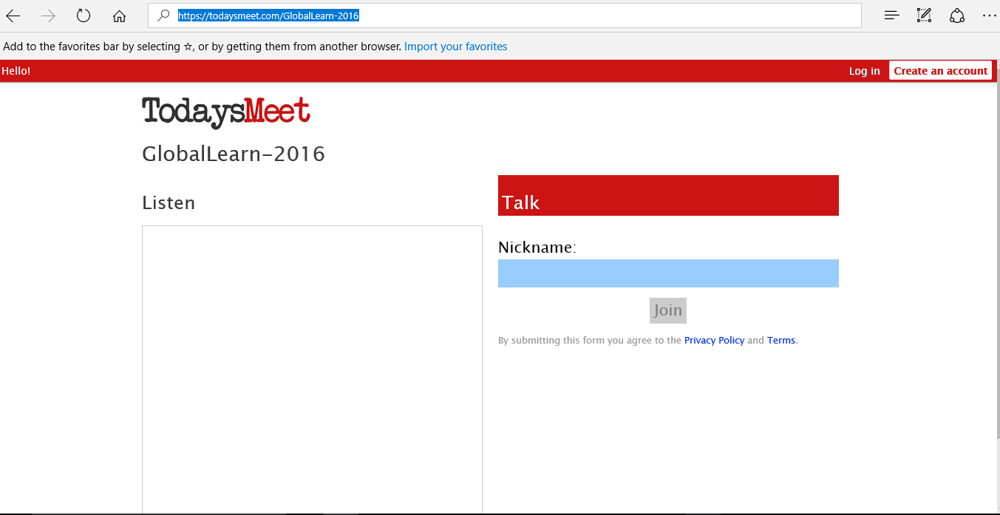 https://todaysmeet.com/GlobalLearn-2016
Add to the favorites bar by selecting ☆, or by getting them from another browser. Import your favorites
Hello!
Log in
Create an account
TodaysMeet
GlobalLearn-2016
Listen
Talk
Nickname:
Join
By submitting this form you agree to the Privacy Policy and Terms.